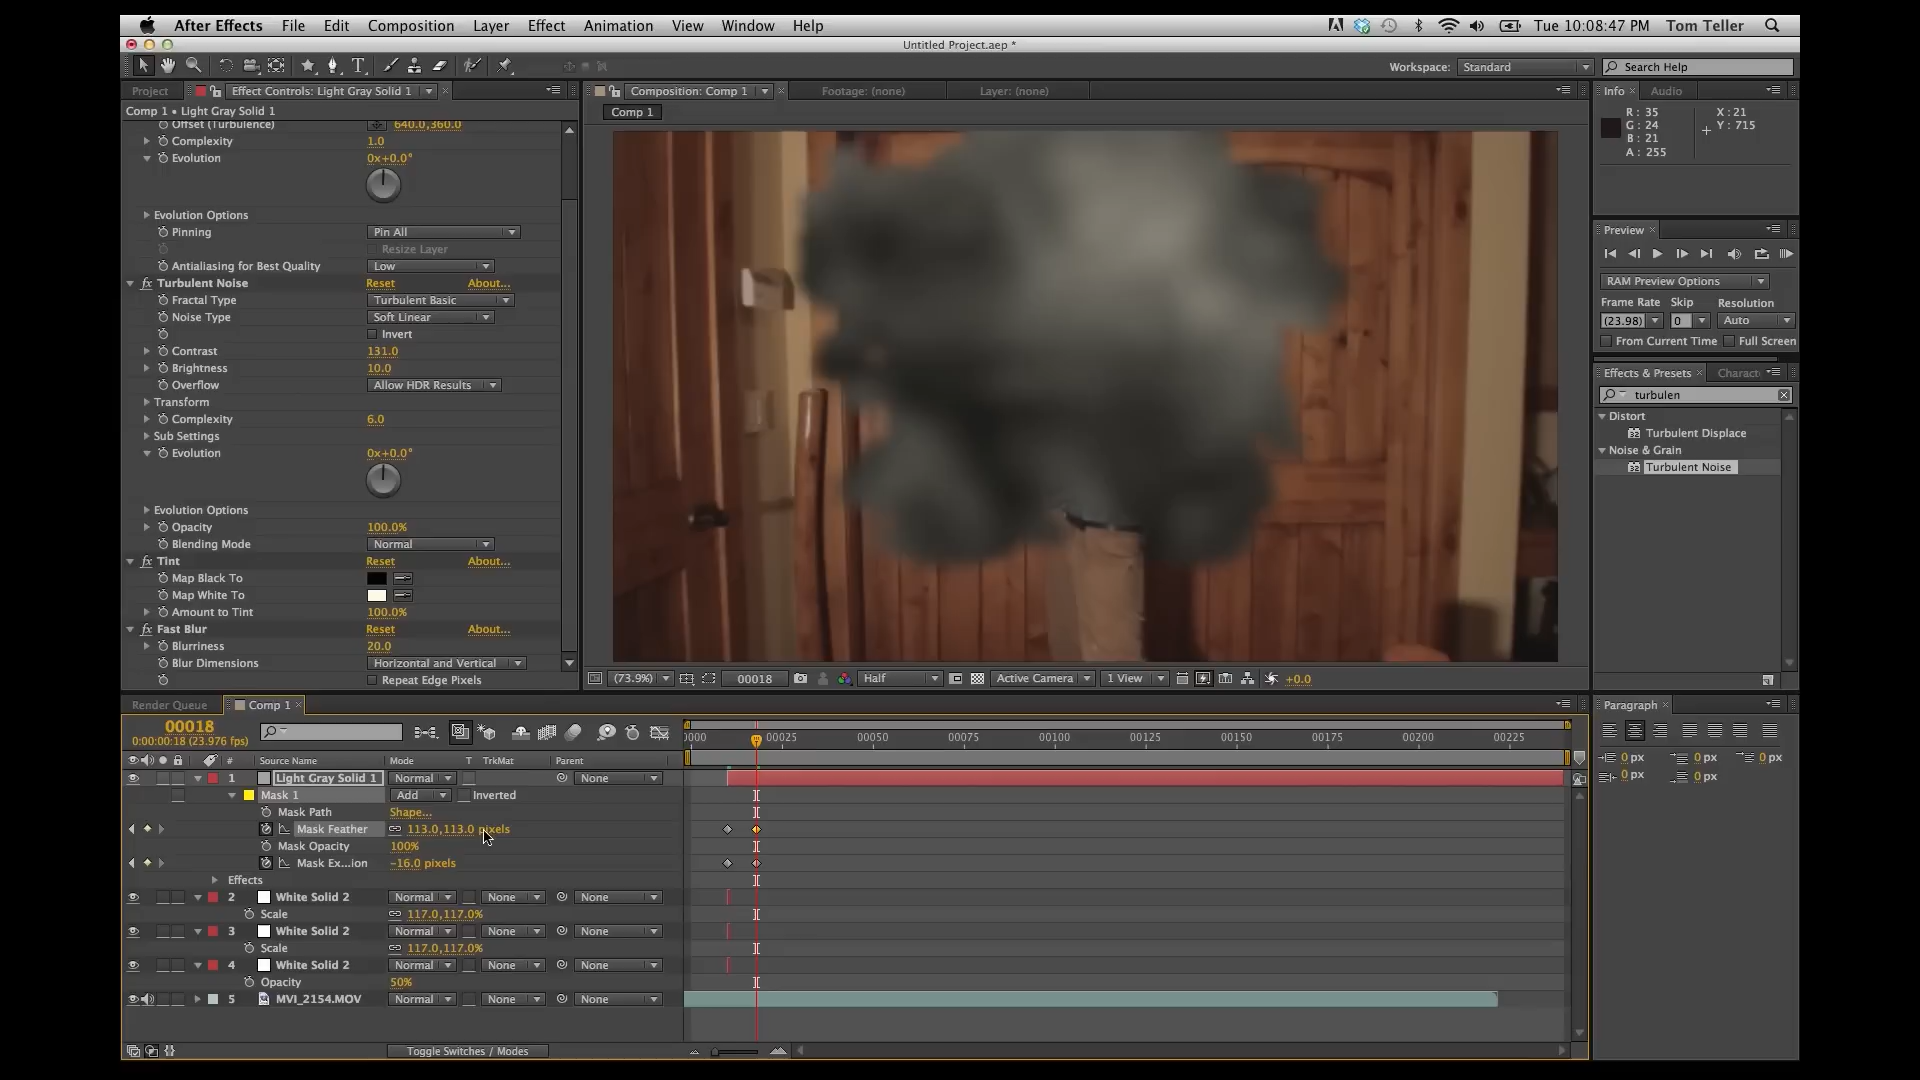 After Effects File Edit Composition Layer Effect Animation View Window Help Tue 10:08:47 PM Tom Teller
Untitled Project.aep *
Workspace: Standard Search Help
Project Effect Controls: Light Gray Solid 1
Comp 1 • Light Gray Solid 1
Offset (Turbulence) 640.0,360.0
Complexity 1.0
Evolution 0x+0.0°
Evolution Options
Pinning Pin All
Resize Layer
Antialiasing for Best Quality Low
fx Turbulent Noise Reset About...
Fractal Type Turbulent Basic
Noise Type Soft Linear
Invert
Contrast 131.0
Brightness 10.0
Overflow Allow HDR Results
Transform
Complexity 6.0
Sub Settings
Evolution 0x+0.0°
Evolution Options
Opacity 100.0%
Blending Mode Normal
fx Tint Reset About...
Map Black To
Map White To
Amount to Tint 100.0%
fx Fast Blur Reset About...
Blurriness 20.0
Blur Dimensions Horizontal and Vertical
Repeat Edge Pixels
Composition: Comp 1 Footage: (none) Layer: (none)
Comp 1
(73.9%) 00018 Half Active Camera 1 View +0.0
Info Audio
R: 35 X: 21
G: 24 Y: 715
B: 21
A: 255
Preview
RAM Preview Options
Frame Rate Skip Resolution
(23.98) 0 Auto
From Current Time Full Screen
Effects & Presets Charact
turbulen
Distort
Turbulent Displace
Noise & Grain
Turbulent Noise
Render Queue Comp 1
00018
0:00:00:18 (23.976 fps)
0000 00025 00050 00075 00100 00125 00150 00175 00200 00225
# Source Name Mode T TrkMat Parent
1 Light Gray Solid 1 Normal None
Mask 1 Add Inverted
Mask Path Shape...
Mask Feather 113.0,113.0 pixels
Mask Opacity 100%
Mask Ex...ion -16.0 pixels
Effects
2 White Solid 2 Normal None None
Scale 117.0,117.0%
3 White Solid 2 Normal None None
Scale 117.0,117.0%
4 White Solid 2 Normal None None
Opacity 50%
5 MVI_2154.MOV Normal None None
Toggle Switches / Modes
Paragraph
0 px 0 px 0 px
0 px 0 px